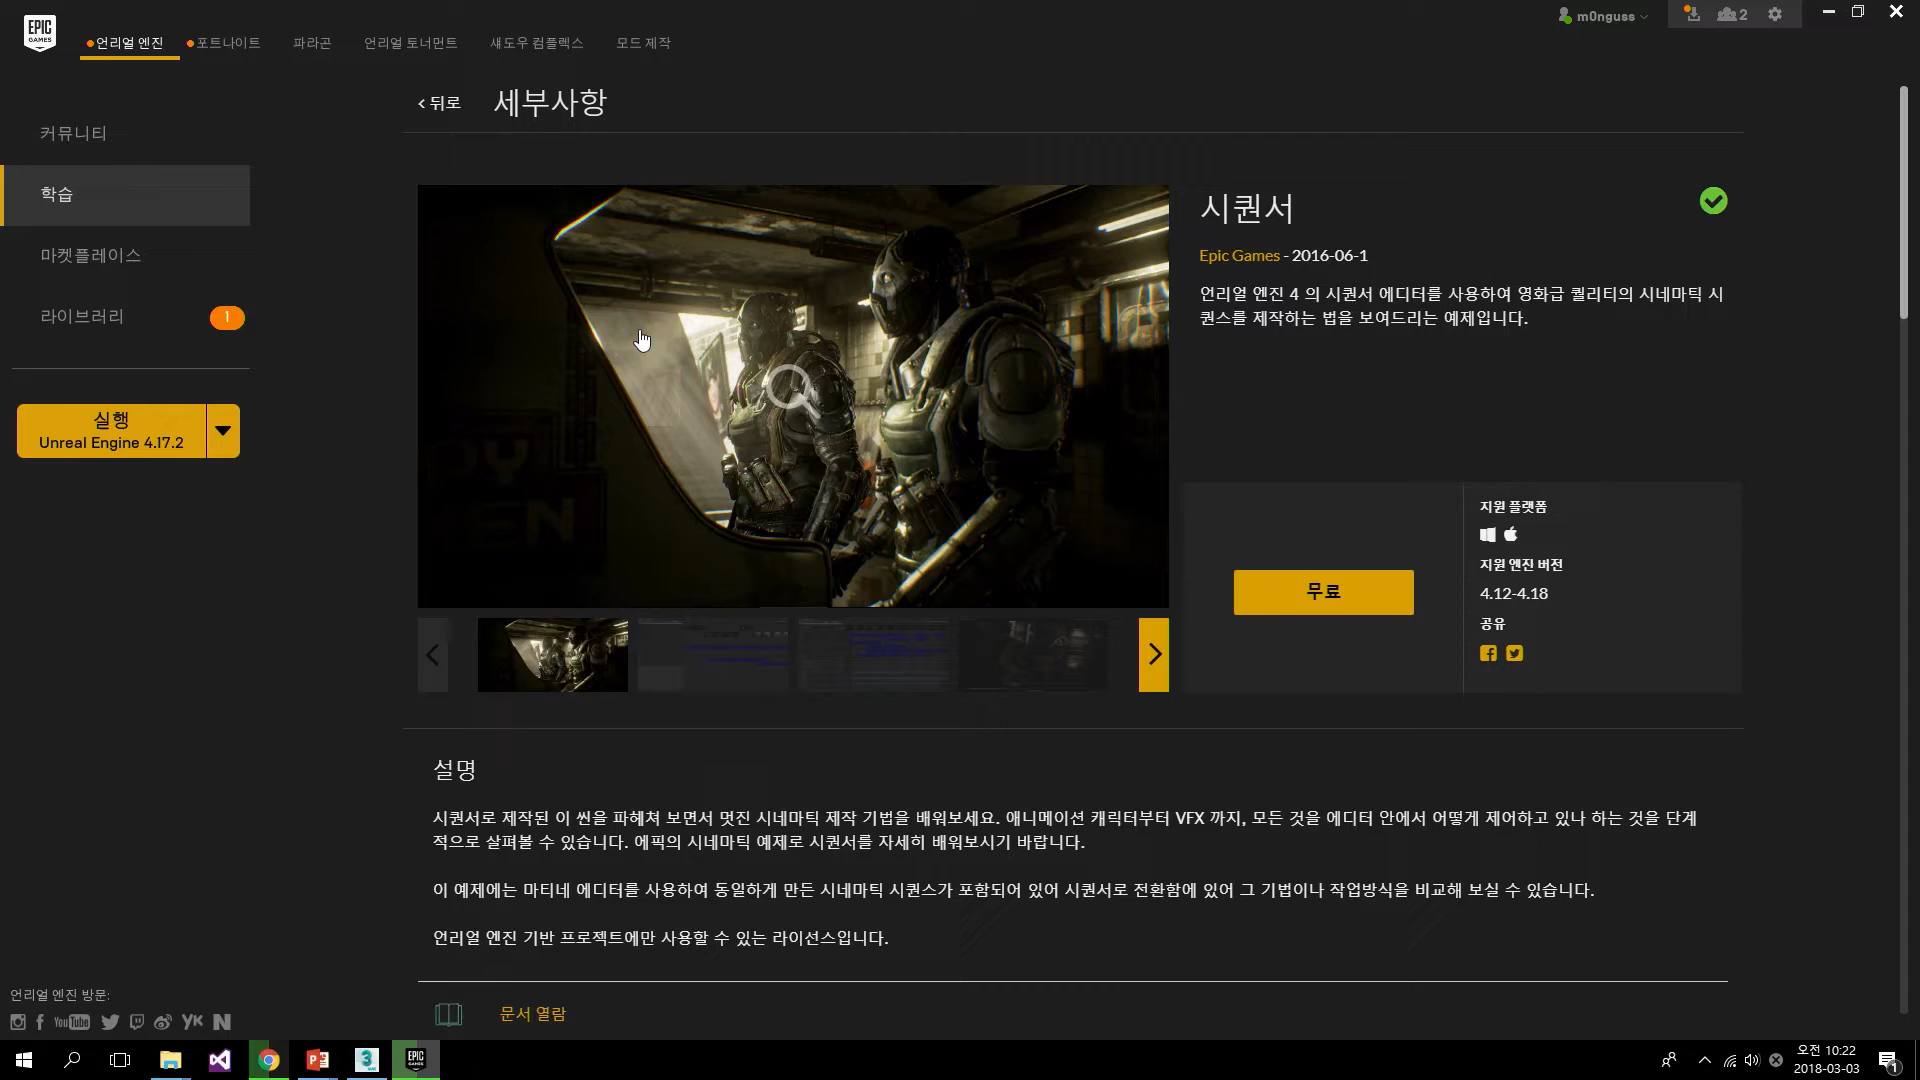 EPIC GAMES
언리얼 엔진 포트나이트 파라곤 언리얼 토너먼트 섀도우 컴플렉스 모드 제작
m0nguss 2
뒤로 세부사항
커뮤니티
학습
마켓플레이스
라이브러리 1
실행
Unreal Engine 4.17.2
시퀀서
Epic Games - 2016-06-1
언리얼 엔진 4 의 시퀀서 에디터를 사용하여 영화급 퀄리티의 시네마틱 시
퀀스를 제작하는 법을 보여드리는 예제입니다.
무료
지원 플랫폼
지원 엔진 버전
4.12-4.18
공유
설명
시퀀서로 제작된 이 씬을 파헤쳐 보면서 멋진 시네마틱 제작 기법을 배워보세요. 애니메이션 캐릭터부터 VFX 까지, 모든 것을 에디터 안에서 어떻게 제어하고 있나 하는 것을 단계
적으로 살펴볼 수 있습니다. 에픽의 시네마틱 예제로 시퀀서를 자세히 배워보시기 바랍니다.
이 예제에는 마티네 에디터를 사용하여 동일하게 만든 시네마틱 시퀀스가 포함되어 있어 시퀀서로 전환함에 있어 그 기법이나 작업방식을 비교해 보실 수 있습니다.
언리얼 엔진 기반 프로젝트에만 사용할 수 있는 라이선스입니다.
문서 열람
언리얼 엔진 방문:
YouTube
오전 10:22
2018-03-03
1